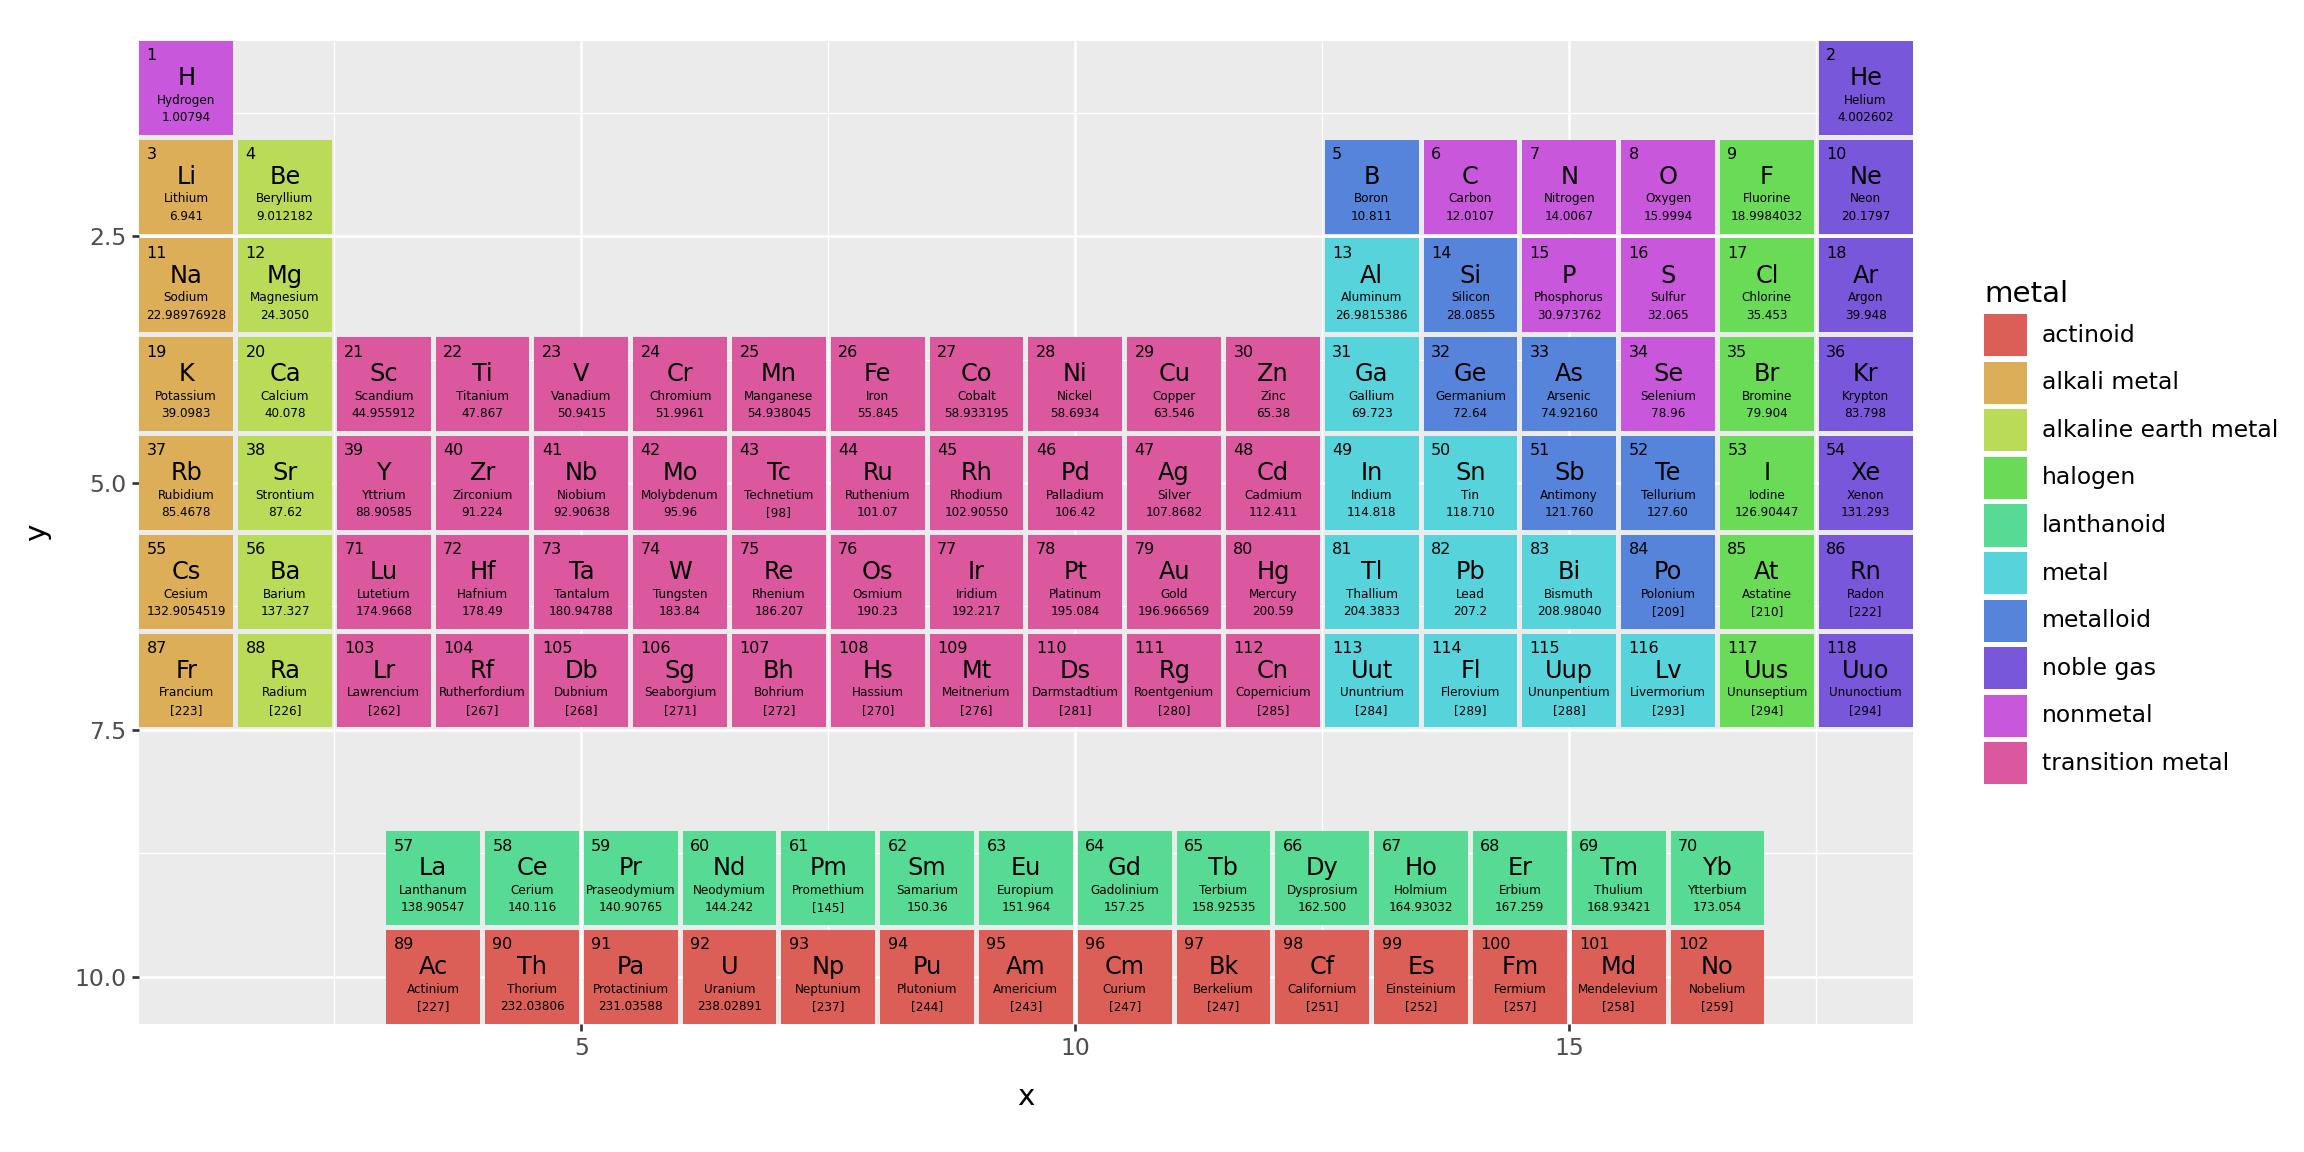 1
H
Hydrogen
1.00794
2
He
Helium
4.002602
3
Li
Lithium
6.941
4
Be
Beryllium
9.012182
5
B
Boron
10.811
6
C
Carbon
12.0107
7
N
Nitrogen
14.0067
8
O
Oxygen
15.9994
9
F
Fluorine
18.9984032
10
Ne
Neon
20.1797
2.5
11
Na
Sodium
22.98976928
12
Mg
Magnesium
24.3050
13
Al
Aluminum
26.9815386
14
Si
Silicon
28.0855
15
P
Phosphorus
30.973762
16
S
Sulfur
32.065
17
Cl
Chlorine
35.453
18
Ar
Argon
39.948
19
K
Potassium
39.0983
20
Ca
Calcium
40.078
21
Sc
Scandium
44.955912
22
Ti
Titanium
47.867
23
V
Vanadium
50.9415
24
Cr
Chromium
51.9961
25
Mn
Manganese
54.938045
26
Fe
Iron
55.845
27
Co
Cobalt
58.933195
28
Ni
Nickel
58.6934
29
Cu
Copper
63.546
30
Zn
Zinc
65.38
31
Ga
Gallium
69.723
32
Ge
Germanium
72.64
33
As
Arsenic
74.92160
34
Se
Selenium
78.96
35
Br
Bromine
79.904
36
Kr
Krypton
83.798
5.0
37
Rb
Rubidium
85.4678
38
Sr
Strontium
87.62
39
Y
Yttrium
88.90585
40
Zr
Zirconium
91.224
41
Nb
Niobium
92.90638
42
Mo
Molybdenum
95.96
43
Tc
Technetium
[98]
44
Ru
Ruthenium
101.07
45
Rh
Rhodium
102.90550
46
Pd
Palladium
106.42
47
Ag
Silver
107.8682
48
Cd
Cadmium
112.411
49
In
Indium
114.818
50
Sn
Tin
118.710
51
Sb
Antimony
121.760
52
Te
Tellurium
127.60
53
I
Iodine
126.90447
54
Xe
Xenon
131.293
y
55
Cs
Cesium
132.9054519
56
Ba
Barium
137.327
71
Lu
Lutetium
174.9668
72
Hf
Hafnium
178.49
73
Ta
Tantalum
180.94788
74
W
Tungsten
183.84
75
Re
Rhenium
186.207
76
Os
Osmium
190.23
77
Ir
Iridium
192.217
78
Pt
Platinum
195.084
79
Au
Gold
196.966569
80
Hg
Mercury
200.59
81
Tl
Thallium
204.3833
82
Pb
Lead
207.2
83
Bi
Bismuth
208.98040
84
Po
Polonium
[209]
85
At
Astatine
[210]
86
Rn
Radon
[222]
87
Fr
Francium
[223]
88
Ra
Radium
[226]
103
Lr
Lawrencium
[262]
104
Rf
Rutherfordium
[267]
105
Db
Dubnium
[268]
106
Sg
Seaborgium
[271]
107
Bh
Bohrium
[272]
108
Hs
Hassium
[270]
109
Mt
Meitnerium
[276]
110
Ds
Darmstadtium
[281]
111
Rg
Roentgenium
[280]
112
Cn
Copernicium
[285]
113
Uut
Ununtrium
[284]
114
Fl
Flerovium
[289]
115
Uup
Ununpentium
[288]
116
Lv
Livermorium
[293]
117
Uus
Ununseptium
[294]
118
Uuo
Ununoctium
[294]
7.5
57
La
Lanthanum
138.90547
58
Ce
Cerium
140.116
59
Pr
Praseodymium
140.90765
60
Nd
Neodymium
144.242
61
Pm
Promethium
[145]
62
Sm
Samarium
150.36
63
Eu
Europium
151.964
64
Gd
Gadolinium
157.25
65
Tb
Terbium
158.92535
66
Dy
Dysprosium
162.500
67
Ho
Holmium
164.93032
68
Er
Erbium
167.259
69
Tm
Thulium
168.93421
70
Yb
Ytterbium
173.054
10.0
89
Ac
Actinium
[227]
90
Th
Thorium
232.03806
91
Pa
Protactinium
231.03588
92
U
Uranium
238.02891
93
Np
Neptunium
[237]
94
Pu
Plutonium
[244]
95
Am
Americium
[243]
96
Cm
Curium
[247]
97
Bk
Berkelium
[247]
98
Cf
Californium
[251]
99
Es
Einsteinium
[252]
100
Fm
Fermium
[257]
101
Md
Mendelevium
[258]
102
No
Nobelium
[259]
5
10
15
x
metal
actinoid
alkali metal
alkaline earth metal
halogen
lanthanoid
metal
metalloid
noble gas
nonmetal
transition metal